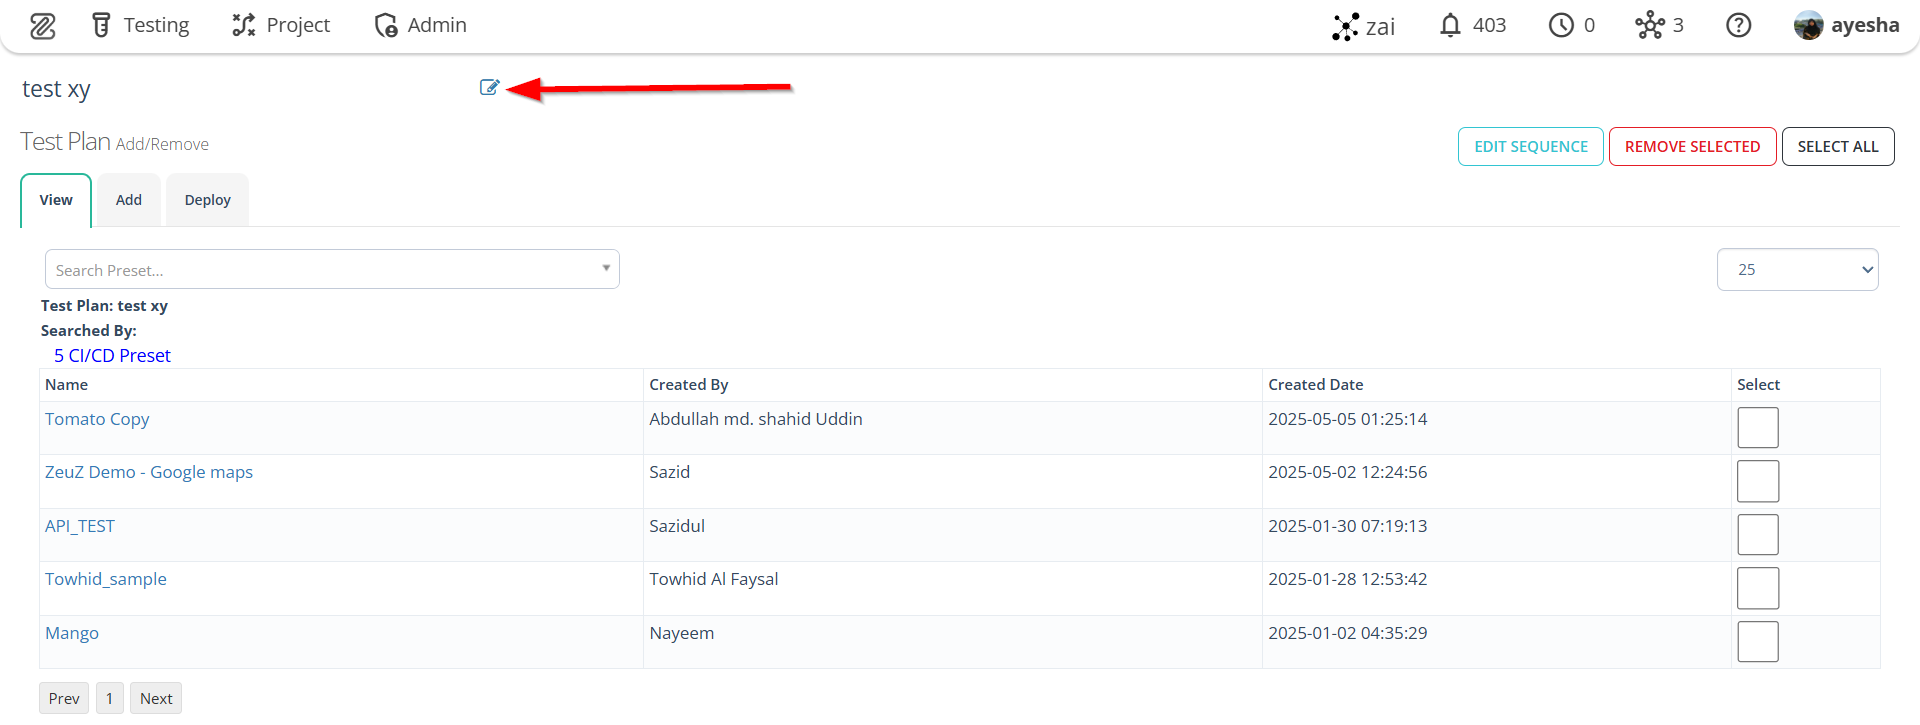 Testing Project Admin zai 403 0 3 ayesha
test xy
Test Plan Add/Remove EDIT SEQUENCE REMOVE SELECTED SELECT ALL
View Add Deploy
Search Preset... 25
Test Plan: test xy
Searched By:
5 CI/CD Preset
Name Created By Created Date Select
Tomato Copy Abdullah md. shahid Uddin 2025-05-05 01:25:14
ZeuZ Demo - Google maps Sazid 2025-05-02 12:24:56
API_TEST Sazidul 2025-01-30 07:19:13
Towhid_sample Towhid Al Faysal 2025-01-28 12:53:42
Mango Nayeem 2025-01-02 04:35:29
Prev 1 Next